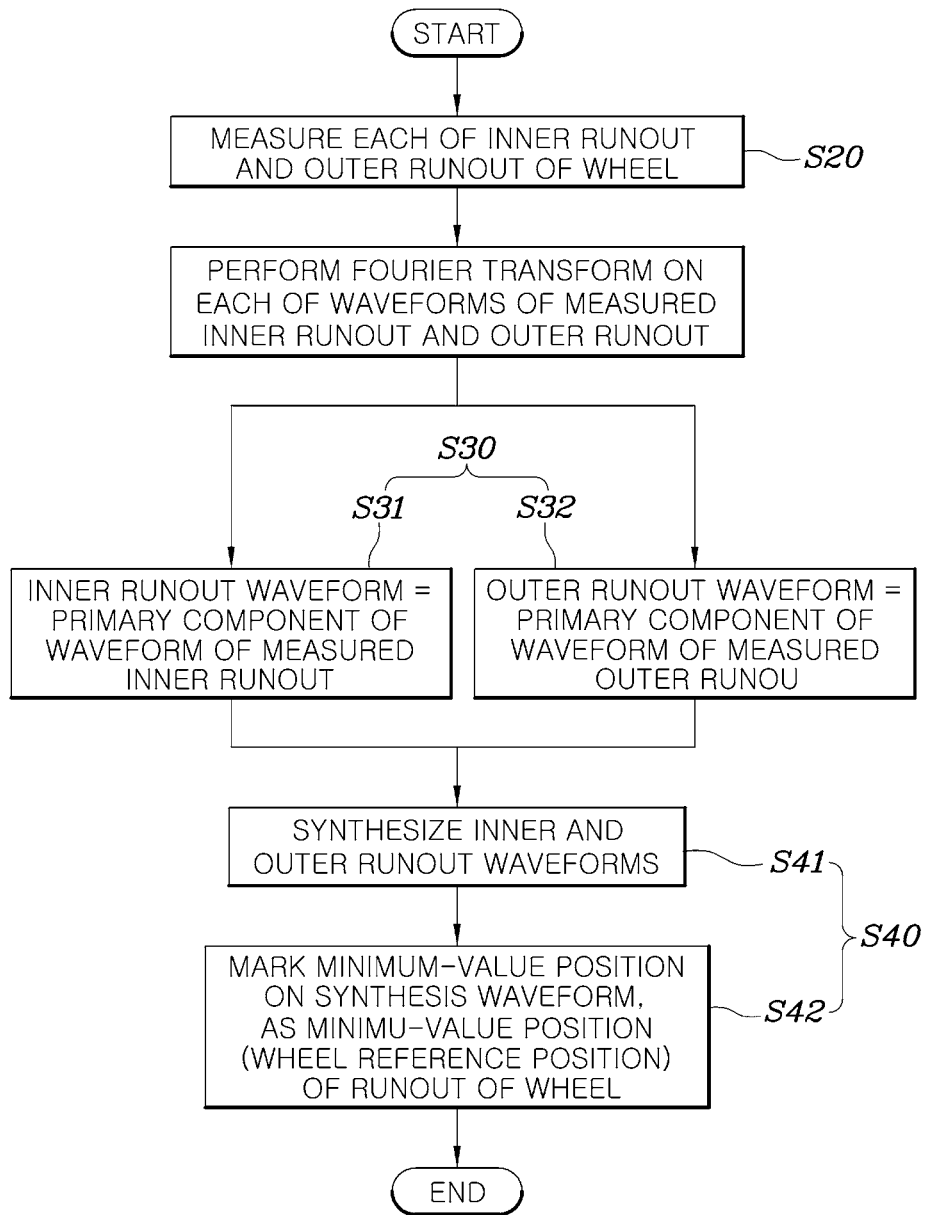 START
MEASURE EACH OF INNER RUNOUT
AND OUTER RUNOUT OF WHEEL
S20
PERFORM FOURIER TRANSFORM ON
EACH OF WAVEFORMS OF MEASURED
INNER RUNOUT AND OUTER RUNOUT
S30
S31
S32
INNER RUNOUT WAVEFORM =
PRIMARY COMPONENT OF
WAVEFORM OF MEASURED
INNER RUNOUT
OUTER RUNOUT WAVEFORM =
PRIMARY COMPONENT OF
WAVEFORM OF MEASURED
OUTER RUNOU
SYNTHESIZE INNER AND
OUTER RUNOUT WAVEFORMS
S41
S40
MARK MINIMUM-VALUE POSITION
ON SYNTHESIS WAVEFORM,
AS MINIMU-VALUE POSITION
(WHEEL REFERENCE POSITION)
OF RUNOUT OF WHEEL
S42
END